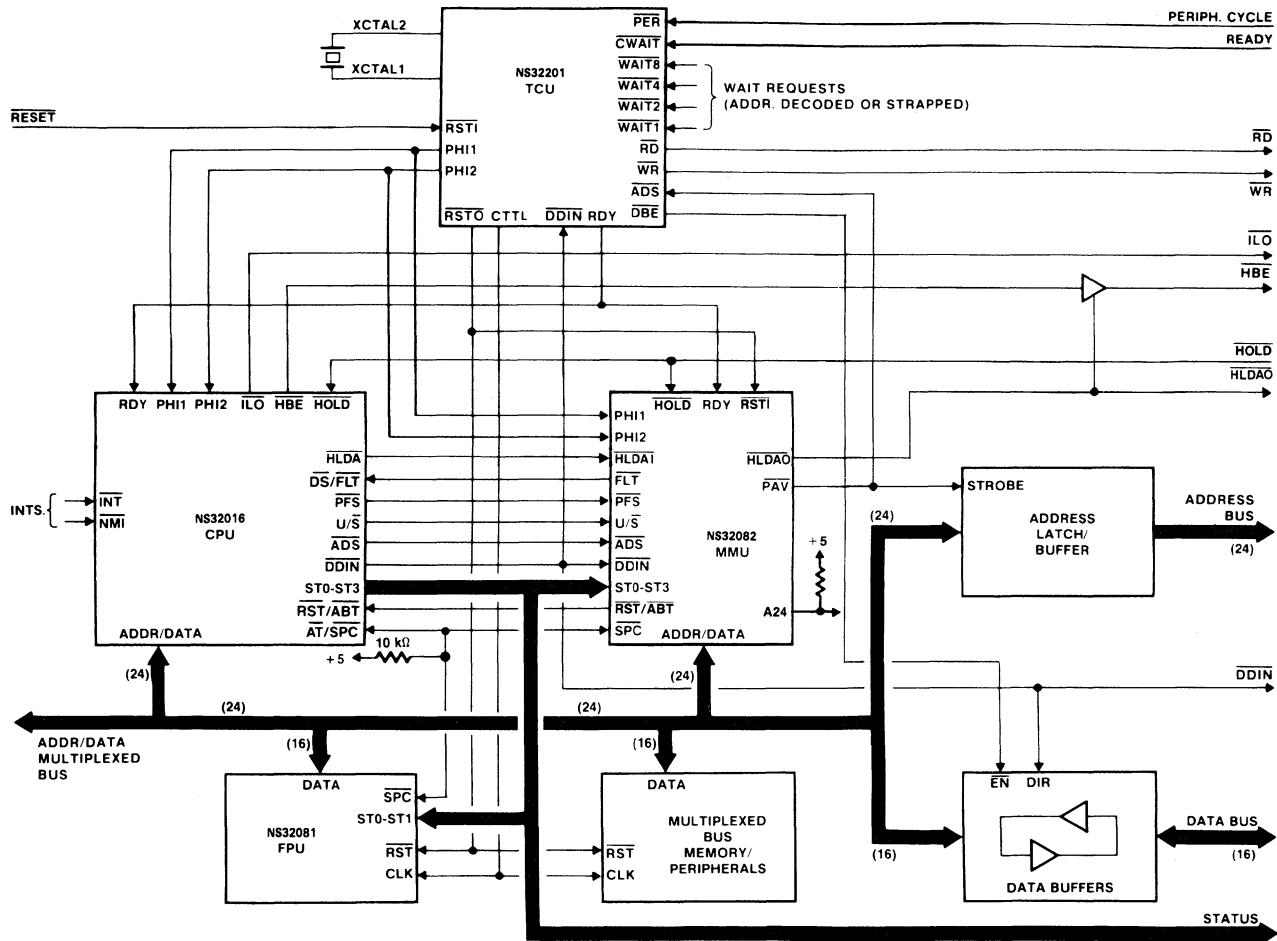 XCTAL2
XCTAL1
NS32201
TCU
PER
CWAIT
WAIT8
WAIT4
WAIT2
WAIT1
RD
WR
ADS
DBE
RSTI
PHI1
PHI2
RSTO CTTL DDIN RDY
WAIT REQUESTS
(ADDR. DECODED OR STRAPPED)
PERIPH. CYCLE
READY
RESET
RD
WR
ILO
HBE
HOLD
HLDAO
RDY PHI1 PHI2 ILO HBE HOLD
INTS.
INT
NMI
NS32016
CPU
HLDA
DS/FLT
PFS
U/S
ADS
DDIN
ST0-ST3
RST/ABT
AT/SPC
ADDR/DATA
HOLD RDY RSTI
PHI1
PHI2
HLDAI
FLT
PFS
U/S
ADS
DDIN
ST0-ST3
RST/ABT
SPC
NS32082
MMU
HLDAO
PAV
A24
ADDR/DATA
+5
STROBE
ADDRESS
LATCH/
BUFFER
ADDRESS
BUS
(24)
(24)
+5
10 kΩ
(24)
(24)
(24)
(24)
DDIN
ADDR/DATA
MULTIPLEXED
BUS
(16)
(16)
DATA
NS32081
FPU
SPC
ST0-ST1
RST
CLK
DATA
MULTIPLEXED
BUS
MEMORY/
PERIPHERALS
RST
CLK
EN DIR
DATA BUFFERS
(16)
DATA BUS
(16)
STATUS